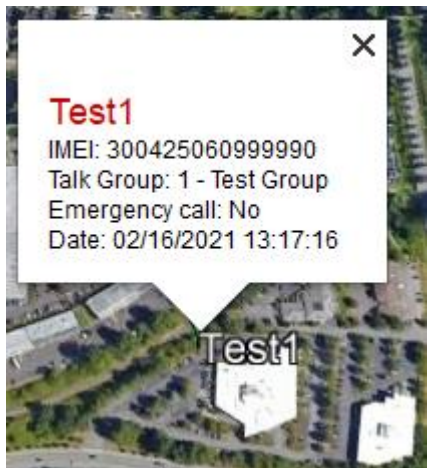 Test1
IMEI: 300425060999990
Talk Group: 1 - Test Group
Emergency call: No
Date: 02/16/2021 13:17:16
Test1